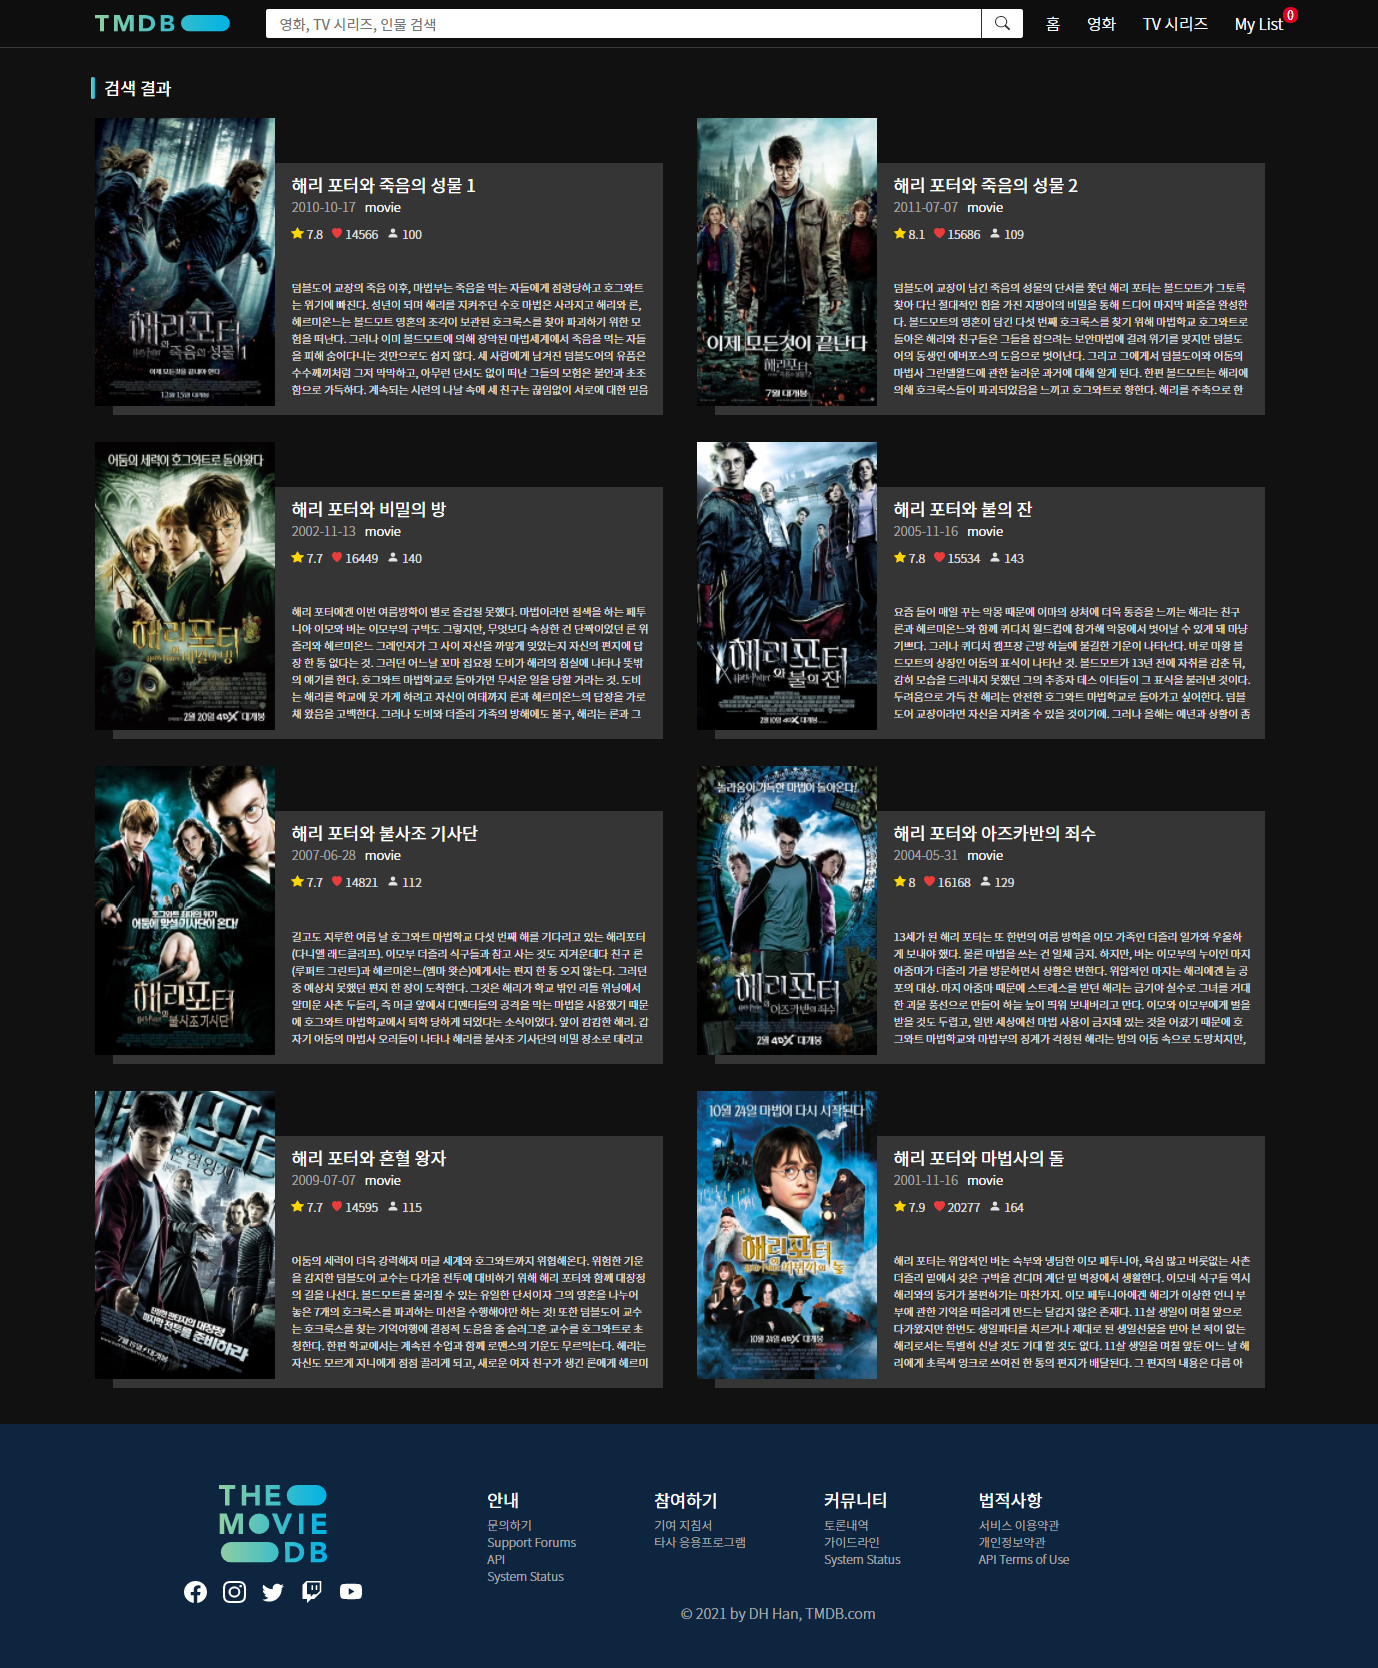 TMDB
영화, TV 시리즈, 인물 검색
홈
영화
TV 시리즈
My List
0
검색 결과
해리포터
죽음의 성물1
이제 모든것을 끝내야 한다
12월 15일 대개봉
해리 포터와 죽음의 성물 1
2010-10-17 movie
7.8 14566 100
덤블도어 교장의 죽음 이후, 마법부는 죽음을 먹는 자들에게 점령당하고 호그와트
는 위기에 빠진다. 성년이 되며 해리를 지켜주던 수호 마법은 사라지고 해리와 론,
헤르미온느는 볼드모트 영혼의 조각이 보관된 호크룩스를 찾아 파괴하기 위한 모
험을 떠난다. 그러나 이미 볼드모트에 의해 장악된 마법세계에서 죽음을 먹는 자들
을 피해 숨어다니는 것만으로도 쉽지 않다. 세 사람에게 남겨진 덤블도어의 유품은
수수께끼처럼 그저 막막하고, 아무런 단서도 없이 떠난 그들의 모험은 불안과 초조
함으로 가득하다. 계속되는 시련의 나날 속에 세 친구는 끊임없이 서로에 대한 믿음
이제 모든것이 끝난다
해리포터
7월 대개봉
해리 포터와 죽음의 성물 2
2011-07-07 movie
8.1 15686 109
덤블도어 교장이 남긴 죽음의 성물의 단서를 쫓던 해리 포터는 볼드모트가 그토록
찾아 다닌 절대적인 힘을 가진 지팡이의 비밀을 통해 드디어 마지막 퍼즐을 완성한
다. 볼드모트의 영혼이 담긴 다섯 번째 호크룩스를 찾기 위해 마법학교 호그와트로
돌아온 해리와 친구들은 그들을 잡으려는 보안마법에 걸려 위기를 맞지만 덤블도
어의 동생인 애버포스의 도움으로 벗어난다. 그리고 그에게서 덤블도어와 어둠의
마법사 그린델왈드에 관한 놀라운 과거에 대해 알게 된다. 한편 볼드모트는 해리에
의해 호크룩스들이 파괴되었음을 느끼고 호그와트로 향한다. 해리를 주축으로 한
어둠의 세력이 호그와트로 돌아왔다
해리포터
비밀의 방
2월 20일 4DX 대개봉
해리 포터와 비밀의 방
2002-11-13 movie
7.7 16449 140
해리 포터에겐 이번 여름방학이 별로 즐겁질 못했다. 마법이라면 질색을 하는 페투
니아 이모와 버논 이모부의 구박도 그렇지만, 무엇보다 속상한 건 단짝이었던 론 위
즐리와 헤르미온느 그레인저가 그 사이 자신을 까맣게 잊었는지 자신의 편지에 답
장 한 통 없다는 것. 그러던 어느날 꼬마 집요정 도비가 해리의 침실에 나타나 뜻밖
의 얘기를 한다. 호그와트 마법학교로 돌아가면 무서운 일을 당할 거라는 것. 도비
는 해리를 학교에 못 가게 하려고 자신이 여태까지 론과 헤르미온느의 답장을 가로
채 왔음을 고백한다. 그러나 도비와 더즐리 가족의 방해에도 불구, 해리는 론과 그
해리포터
와 불의 잔
2월 10일 4DX 대개봉
해리 포터와 불의 잔
2005-11-16 movie
7.8 15534 143
요즘 들어 매일 꾸는 악몽 때문에 이마의 상처에 더욱 통증을 느끼는 해리는 친구
론과 헤르미온느와 함께 퀴디치 월드컵에 참가해 악몽에서 벗어날 수 있게 돼 마냥
기쁘다. 그러나 퀴디치 캠프장 근방 하늘에 불길한 기운이 나타난다. 바로 마왕 볼
드모트의 상징인 어둠의 표식이 나타난 것. 볼드모트가 13년 전에 자취를 감춘 뒤,
감히 모습을 드러내지 못했던 그의 추종자 데스 이터들이 그 표식을 불러낸 것이다.
두려움으로 가득 찬 해리는 안전한 호그와트 마법학교로 돌아가고 싶어한다. 덤블
도어 교장이라면 자신을 지켜줄 수 있을 것이기에. 그러나 올해는 예년과 상황이 좀
호그와트 최대의 위기
어둠에 맞설 기사단이 온다!
해리포터
와 불사조기사단
해리 포터와 불사조 기사단
2007-06-28 movie
7.7 14821 112
길고도 지루한 여름 날 호그와트 마법학교 다섯 번째 해를 기다리고 있는 해리포터
(다니엘 래드클리프). 이모부 더즐리 식구들과 참고 사는 것도 지겨운데다 친구 론
(루퍼트 그린트)과 헤르미온느(엠마 왓슨)에게서는 편지 한 통 오지 않는다. 그러던
중 예상치 못했던 편지 한 장이 도착한다. 그것은 해리가 학교 밖인 리틀 위닝에서
얄미운 사촌 두들리, 즉 머글 앞에서 디멘터들의 공격을 먹는 마법을 사용했기 때문
에 호그와트 마법학교에서 퇴학 당하게 되었다는 소식이었다. 앞이 캄캄한 해리. 갑
자기 어둠의 마법사 오러들이 나타나 해리를 불사조 기사단의 비밀 장소로 데리고
놀라움이 가득한 마법이 돌아온다!
해리포터
와 아즈카반의 죄수
2월 4DX 대개봉
해리 포터와 아즈카반의 죄수
2004-05-31 movie
8 16168 129
13세가 된 해리 포터는 또 한번의 여름 방학을 이모 가족인 더즐리 일가와 우울하
게 보내야 했다. 물론 마법을 쓰는 건 일체 금지. 하지만, 버논 이모부의 누이인 마지
아줌마가 더즐리 가를 방문하면서 상황은 변한다. 위압적인 마지는 해리에겐 늘 공
포의 대상. 마지 아줌마 때문에 스트레스를 받던 해리는 급기야 실수로 그녀를 거대
한 괴물 풍선으로 만들어 하늘 높이 띄워 보내버리고 만다. 이모와 이모부에게 벌을
받을 것도 두렵고, 일반 세상에선 마법 사용이 금지돼 있는 것을 어겼기 때문에 호
그와트 마법학교와 마법부의 징계가 걱정된 해리는 밤의 어둠 속으로 도망치지만,
혼혈왕자
판타지의 대장정
마지막 전투를 준비하라
해리 포터와 혼혈 왕자
2009-07-07 movie
7.7 14595 115
어둠의 세력이 더욱 강력해져 머글 세계와 호그와트까지 위협해온다. 위험한 기운
을 감지한 덤블도어 교수는 다가올 전투에 대비하기 위해 해리 포터와 함께 대장정
의 길을 나선다. 볼드모트를 물리칠 수 있는 유일한 단서이자 그의 영혼을 나누어
놓은 7개의 호크룩스를 파괴하는 미션을 수행해야만 하는 것! 또한 덤블도어 교수
는 호크룩스를 찾는 기억여행에 결정적 도움을 줄 슬러그혼 교수를 호그와트로 초
청한다. 한편 학교에서는 계속된 수업과 함께 로맨스의 기운도 무르익는다. 해리는
자신도 모르게 지니에게 점점 끌리게 되고, 새로운 여자 친구가 생긴 론에게 헤르미
10월 24일 마법이 다시 시작된다
해리포터
마법사의 돌
10월 24일 4DX 대개봉
해리 포터와 마법사의 돌
2001-11-16 movie
7.9 20277 164
해리 포터는 위압적인 버논 숙부와 냉담한 이모 페투니아, 욕심 많고 버릇없는 사촌
더즐리 밑에서 갖은 구박을 견디며 계단 밑 벽장에서 생활한다. 이모네 식구들 역시
해리와의 동거가 불편하기는 마찬가지. 이모 페투니아에겐 해리가 이상한 언니 부
부에 관한 기억을 떠올리게 만드는 달갑지 않은 존재다. 11살 생일이 며칠 앞으로
다가왔지만 한번도 생일파티를 치르거나 제대로 된 생일선물을 받아 본 적이 없는
해리로서는 특별히 신날 것도 기대 할 것도 없다. 11살 생일을 며칠 앞둔 어느 날 해
리에게 초록색 잉크로 쓰여진 한 통의 편지가 배달된다. 그 편지의 내용은 다름 아
THE
MOVIE
DB
안내
문의하기
Support Forums
API
System Status
참여하기
기여 지침서
타사 응용프로그램
커뮤니티
토론내역
가이드라인
System Status
법적사항
서비스 이용약관
개인정보약관
API Terms of Use
© 2021 by DH Han, TMDB.com